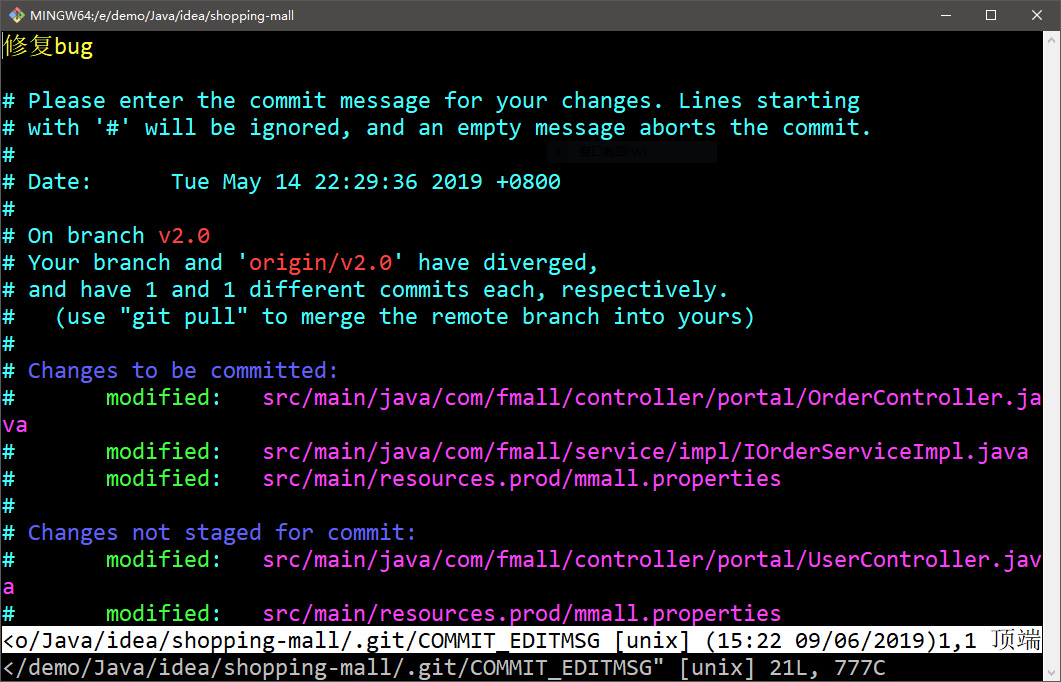 MINGW64:/e/demo/Java/idea/shopping-mall
修复bug
# Please enter the commit message for your changes. Lines starting
# with '#' will be ignored, and an empty message aborts the commit.
#
# Date:      Tue May 14 22:29:36 2019 +0800
#
# On branch v2.0
# Your branch and 'origin/v2.0' have diverged,
# and have 1 and 1 different commits each, respectively.
#   (use "git pull" to merge the remote branch into yours)
#
# Changes to be committed:
#       modified:   src/main/java/com/fmall/controller/portal/OrderController.ja
va
#       modified:   src/main/java/com/fmall/service/impl/IOrderServiceImpl.java
#       modified:   src/main/resources.prod/mmall.properties
#
# Changes not staged for commit:
#       modified:   src/main/java/com/fmall/controller/portal/UserController.jav
a
#       modified:   src/main/resources.prod/mmall.properties
<o/Java/idea/shopping-mall/.git/COMMIT_EDITMSG [unix] (15:22 09/06/2019)1,1 顶端
</demo/Java/idea/shopping-mall/.git/COMMIT_EDITMSG" [unix] 21L, 777C